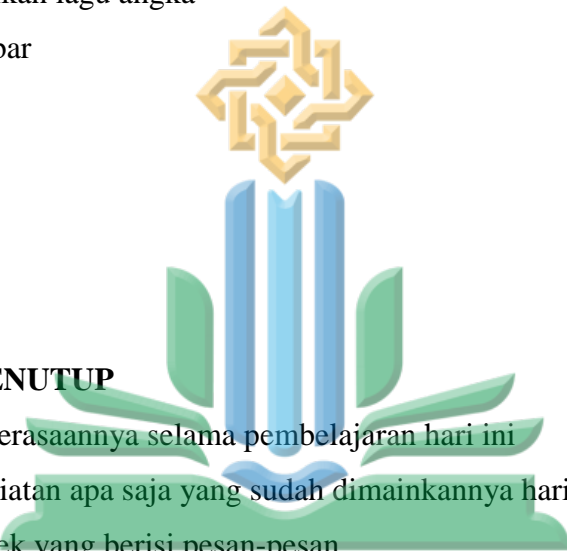 kan lagu angka
bar
ENUTUP
erasaannya selama pembelajaran hari ini
iatan apa saja yang sudah dimainkannya hari
ek yang berisi pesan-pesan